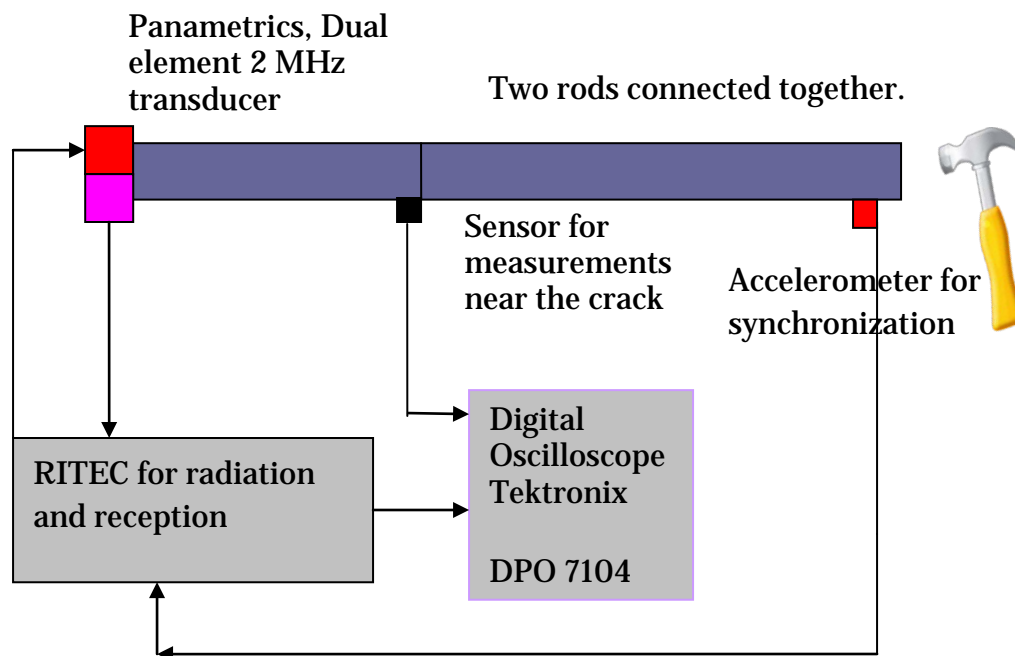 Panametrics, Dual
element 2 MHz
transducer
Two rods connected together.
Sensor for
measurements
near the crack
Accelerometer for
synchronization
RITEC for radiation
and reception
Digital
Oscilloscope
Tektronix
DPO 7104